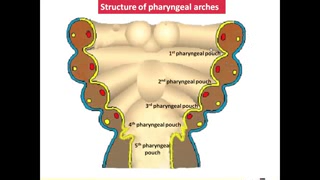 Structure of pharyngeal arches
1st pharyngeal pouch
2nd pharyngeal pouch
3rd pharyngeal pouch
4th pharyngeal pouch
5th pharyngeal
pouch